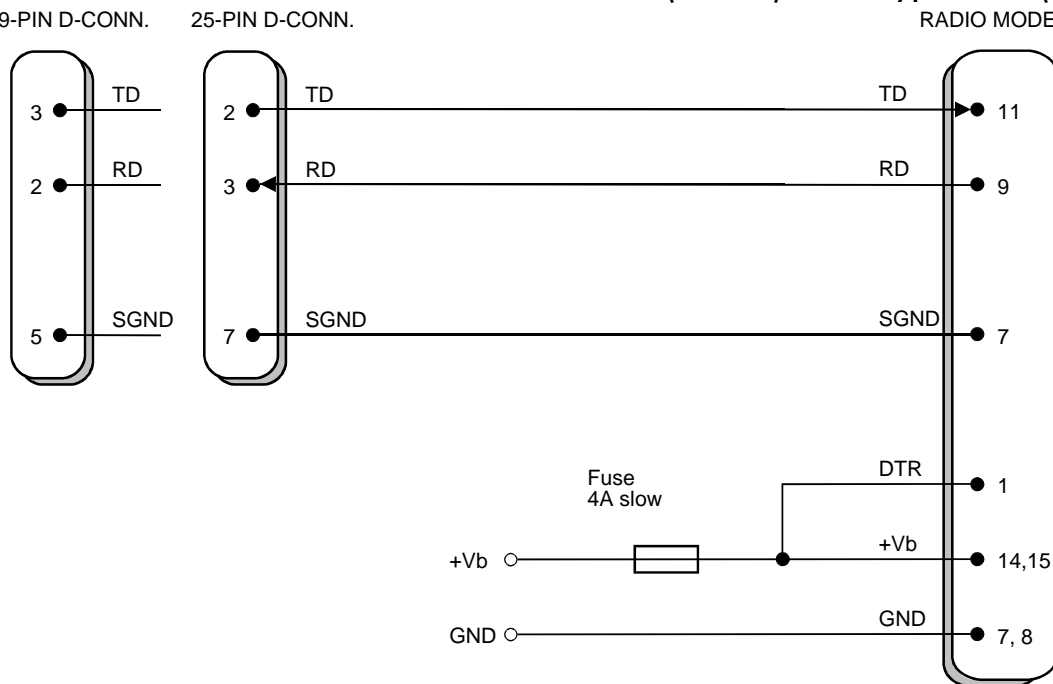 9-PIN D-CONN. 25-PIN D-CONN. RADIO MODE
3 TD 2 TD TD 11
2 RD 3 RD RD 9
5 SGND 7 SGND SGND 7
DTR 1
Fuse
4A slow
+Vb +Vb 14,15
GND GND 7, 8